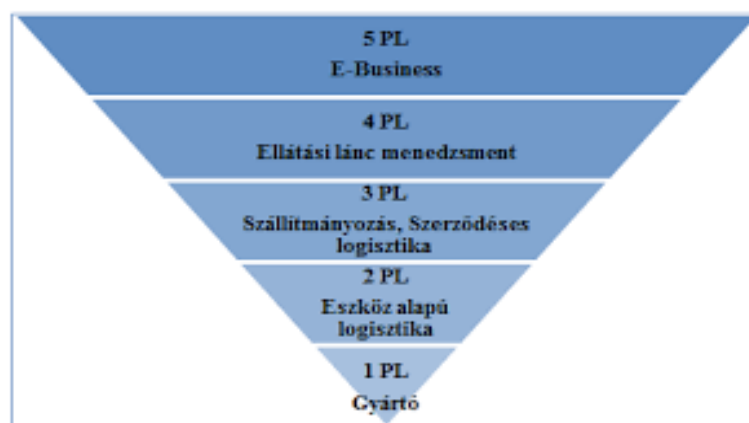 5 PL
E-Business
4 PL
Ellátási lánc menedzsment
3 PL
Szállítmányozás, Szerződéses
logisztika
2 PL
Eszköz alapú
logisztika
1 PL
Gyártó